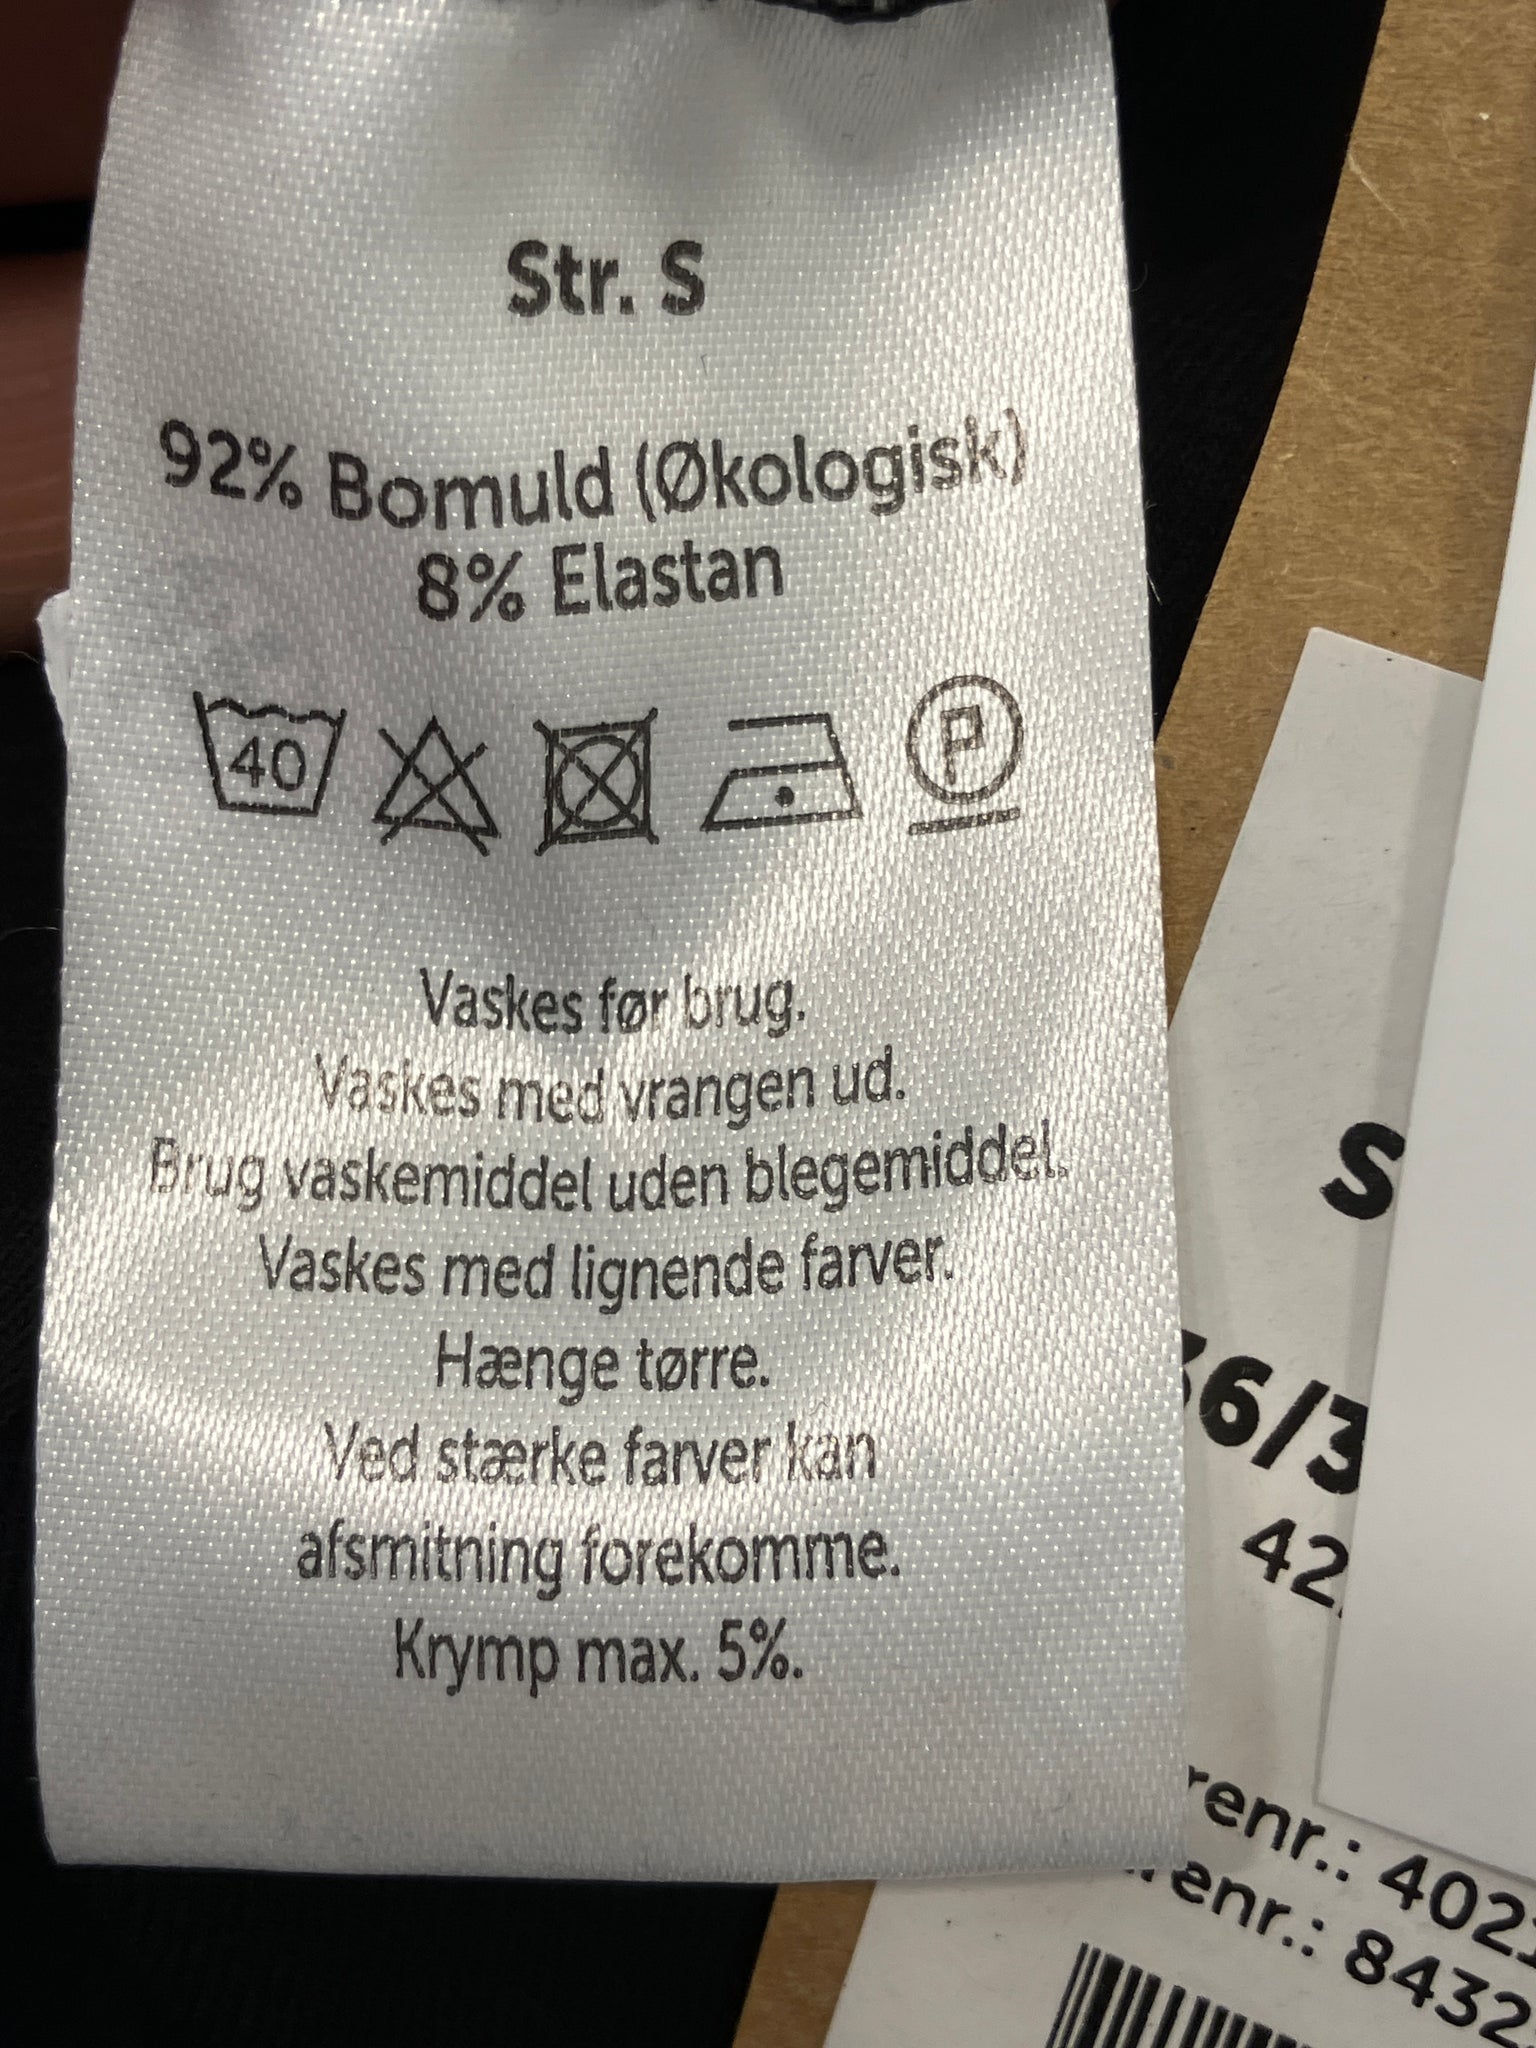 Str. S
92% Bomuld (Økologisk)
8% Elastan
40
P
Vaskes før brug.
Vaskes med vrangen ud.
Brug vaskemiddel uden blegemiddel.
Vaskes med lignende farver.
Hænge tørre.
Ved stærke farver kan
afsmitning forekomme.
Krymp max. 5%.
S
36/3
42
renr.: 402
renr.: 8432